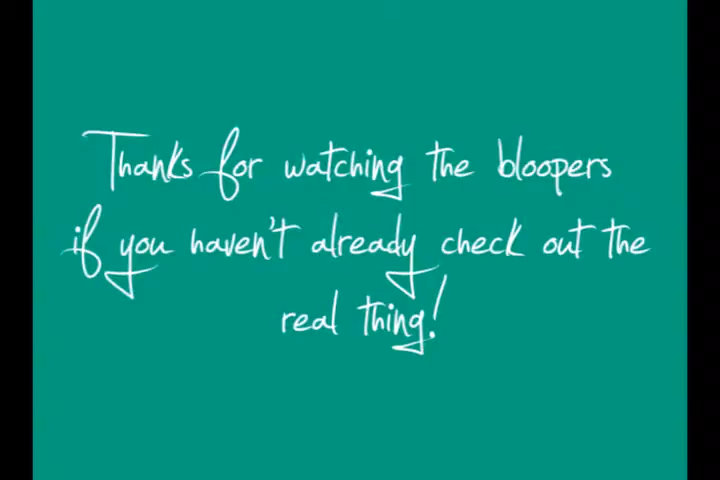 Thanks for watching the bloopers
if you haven't already check out the
real thing!